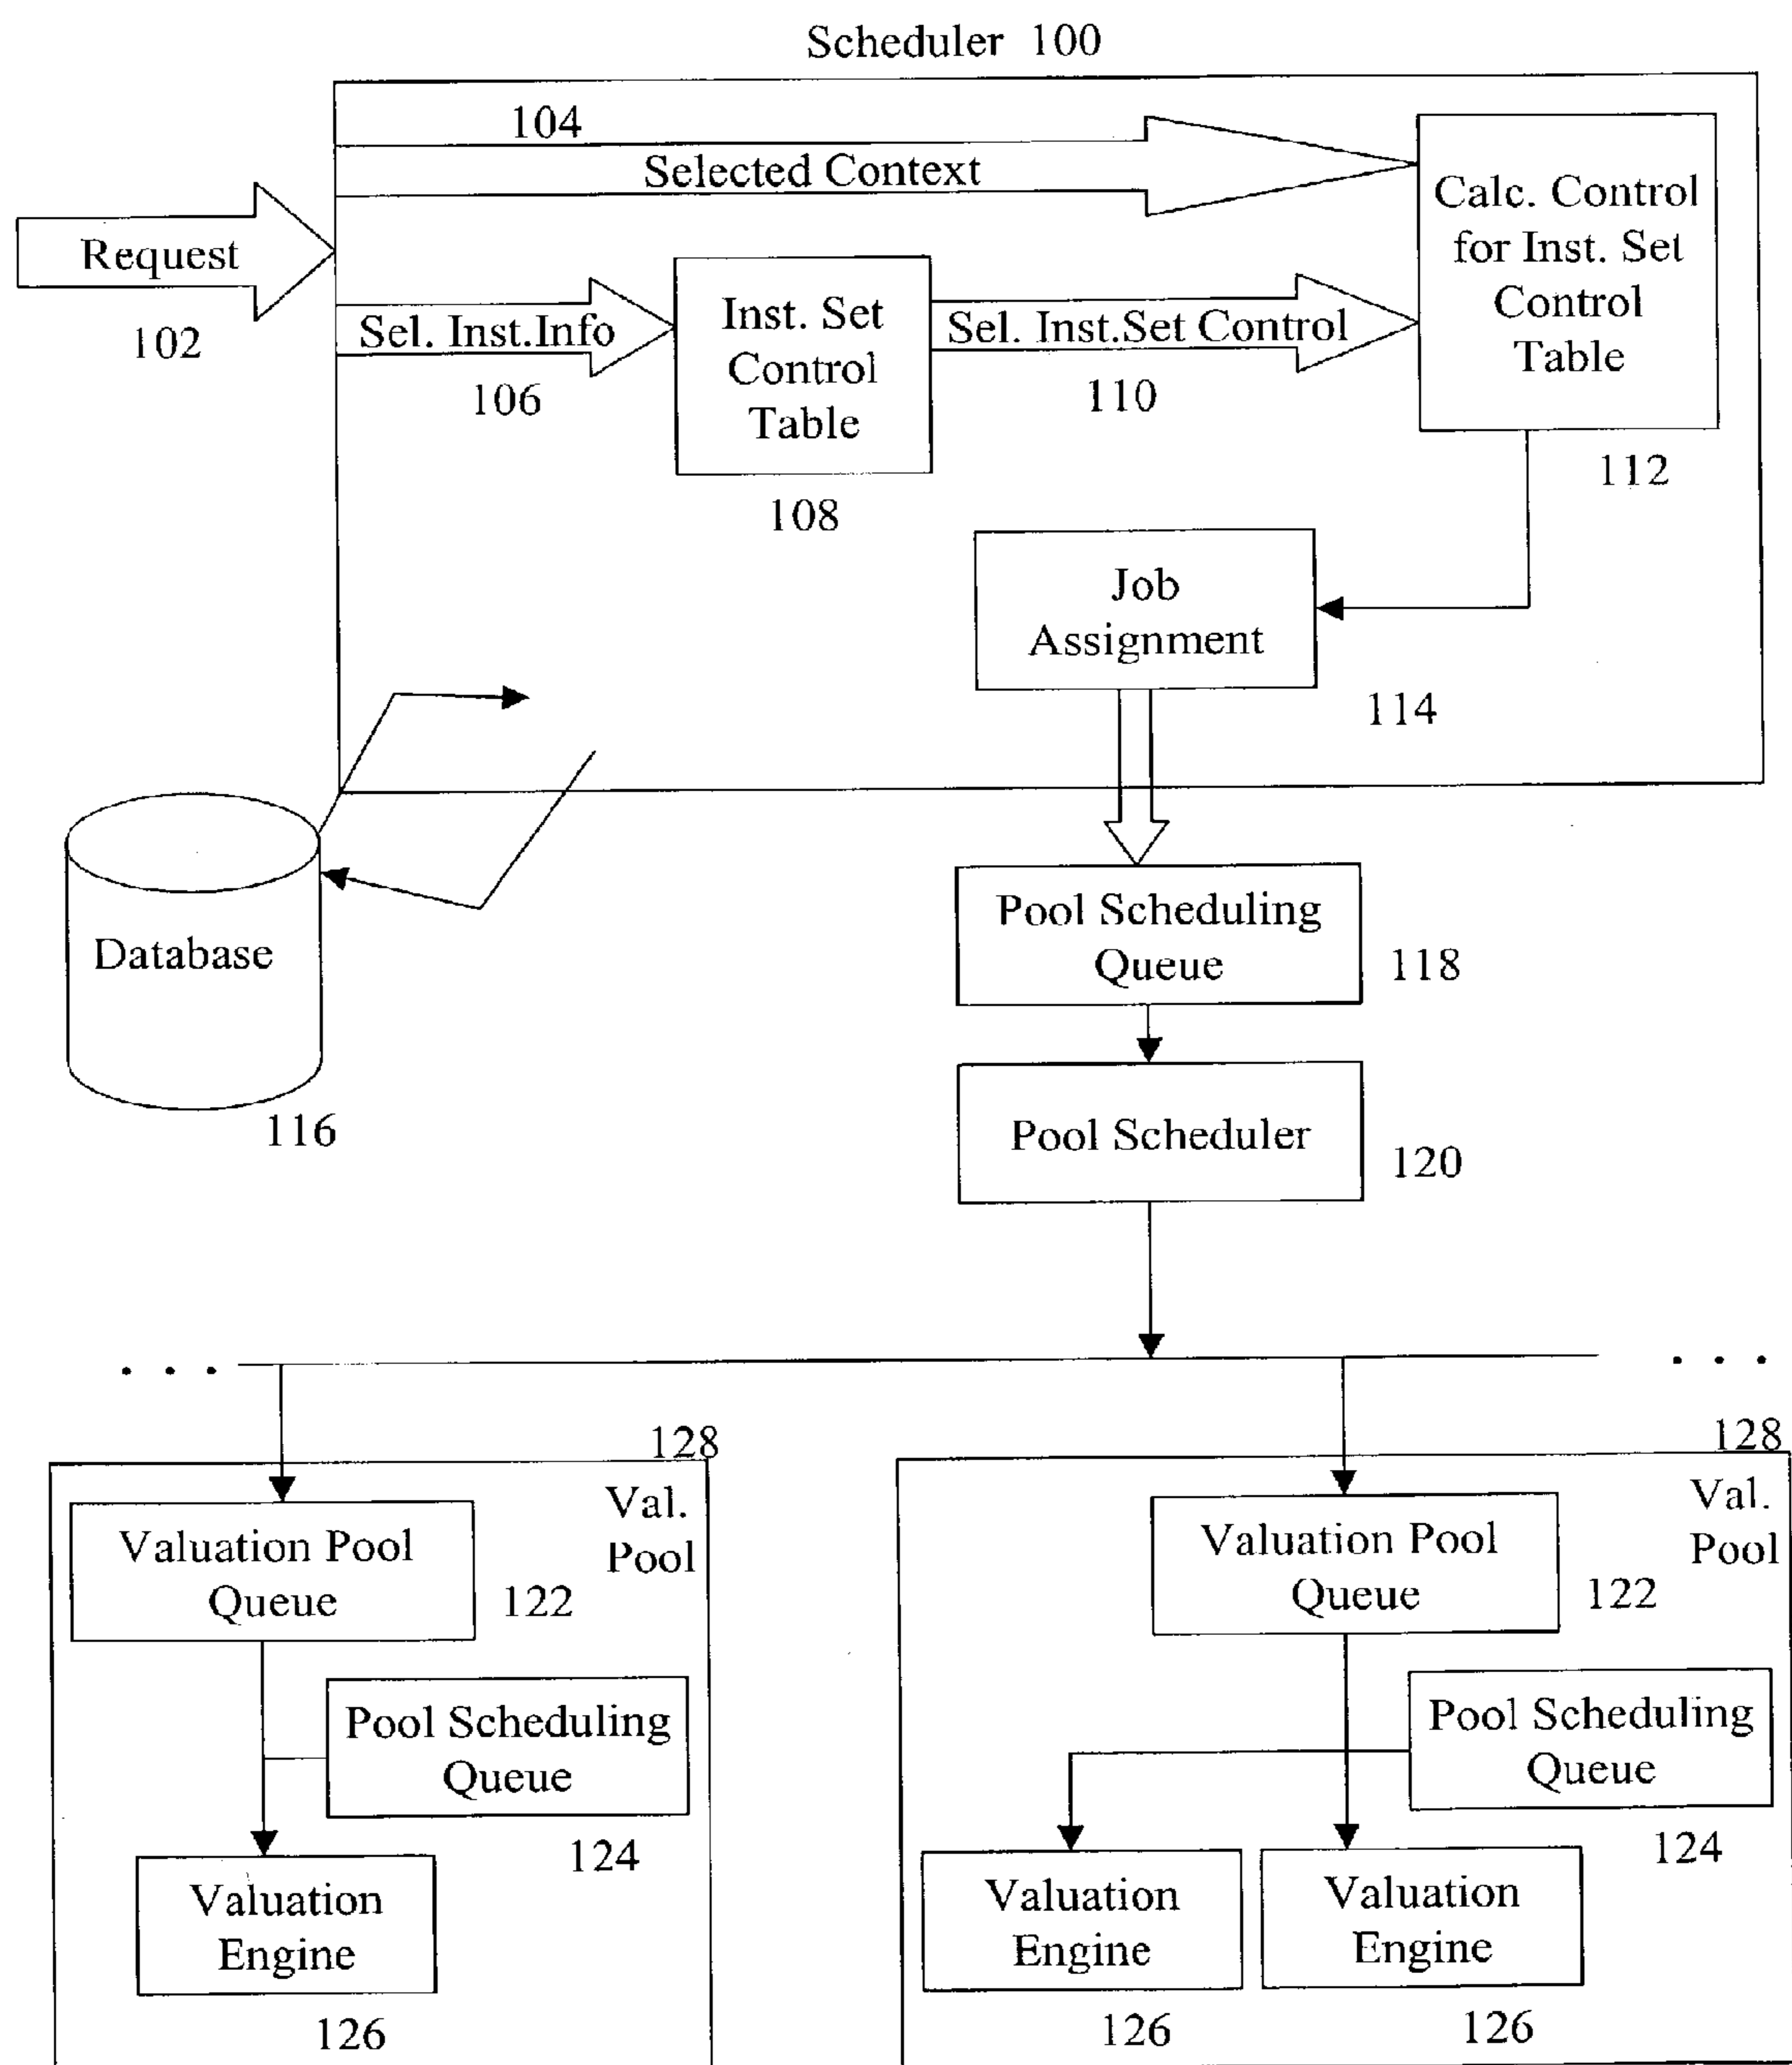 Scheduler 100
104
Selected Context
Request
102
Sel. Inst.Info
106
Inst. Set
Control
Table
108
Sel. Inst.Set Control
110
Calc. Control
for Inst. Set
Control
Table
112
Job
Assignment
114
Database
116
Pool Scheduling
Queue
118
Pool Scheduler
120
. . .
. . .
128
Val.
Pool
Valuation Pool
Queue
122
Pool Scheduling
Queue
124
Valuation
Engine
126
128
Val.
Pool
Valuation Pool
Queue
122
Pool Scheduling
Queue
124
Valuation
Engine
126
Valuation
Engine
126